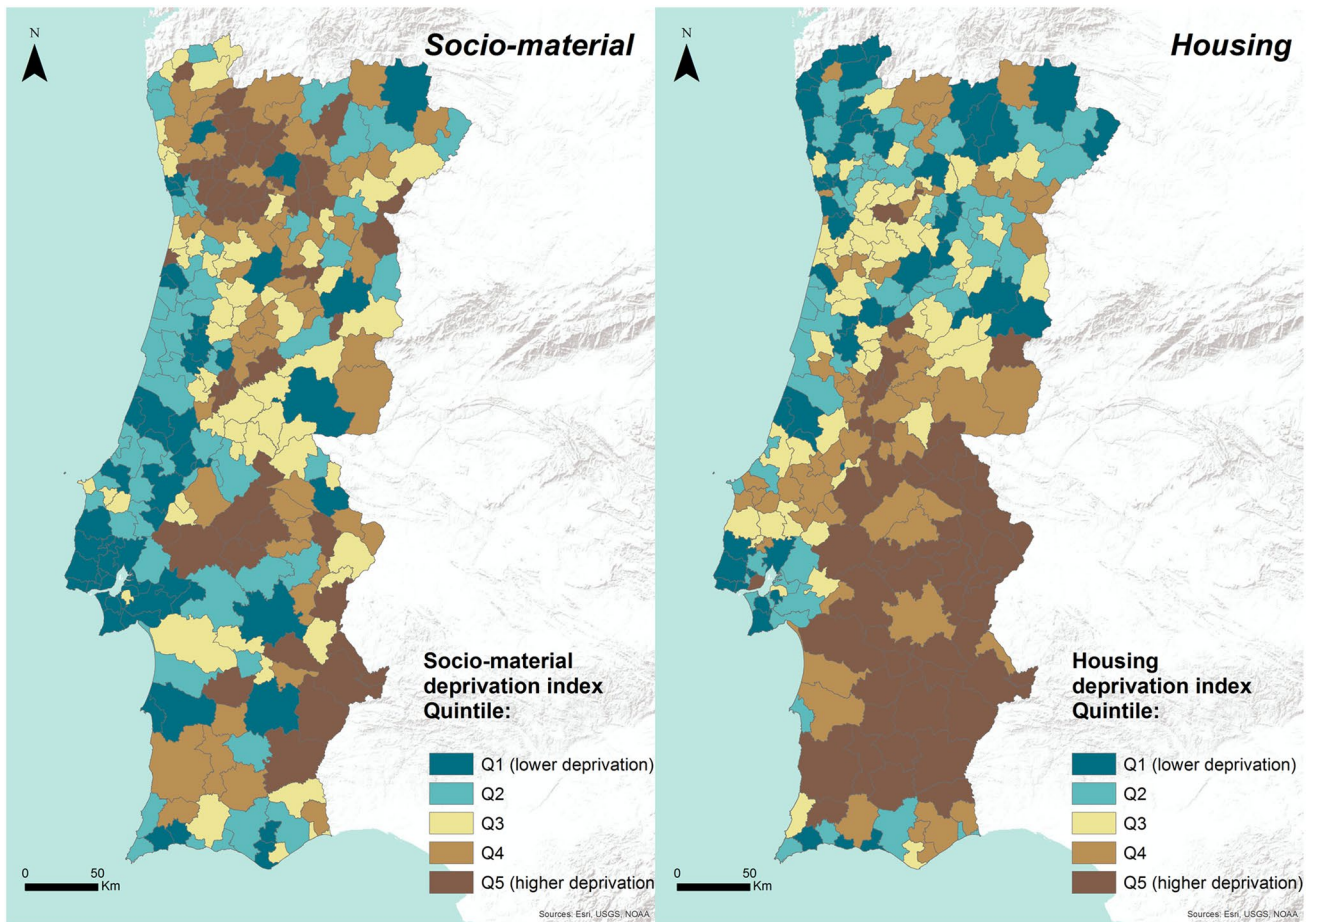 N
Socio-material
Socio-material
deprivation index
Quintile:
Q1 (lower deprivation)
Q2
Q3
Q4
Q5 (higher deprivation
0 50
Km
Sources: Esri, USGS, NOAA
N
Housing
Housing
deprivation index
Quintile:
Q1 (lower deprivation)
Q2
Q3
Q4
Q5 (higher deprivation)
0 50
Km
Sources: Esri, USGS, NOAA